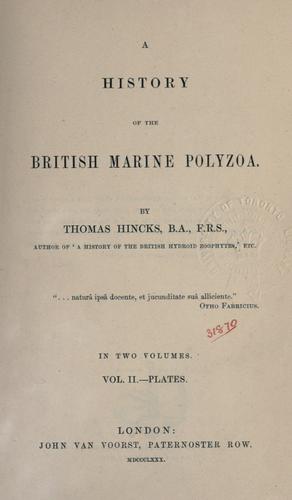 A
HISTORY
OF THE
BRITISH MARINE POLYZOA.
BY
THOMAS HINCKS, B.A., F.R.S.,
AUTHOR OF ‘A HISTORY OF THE BRITISH HYDROID ZOOPHYTES,’ ETC.
“. . . naturâ ipsâ docente, et jucunditate suâ alliciente.”
OTHO FABRICIUS.
31870
IN TWO VOLUMES.
VOL. II.—PLATES.
LONDON:
JOHN VAN VOORST, PATERNOSTER ROW.
MDCCCLXXX.